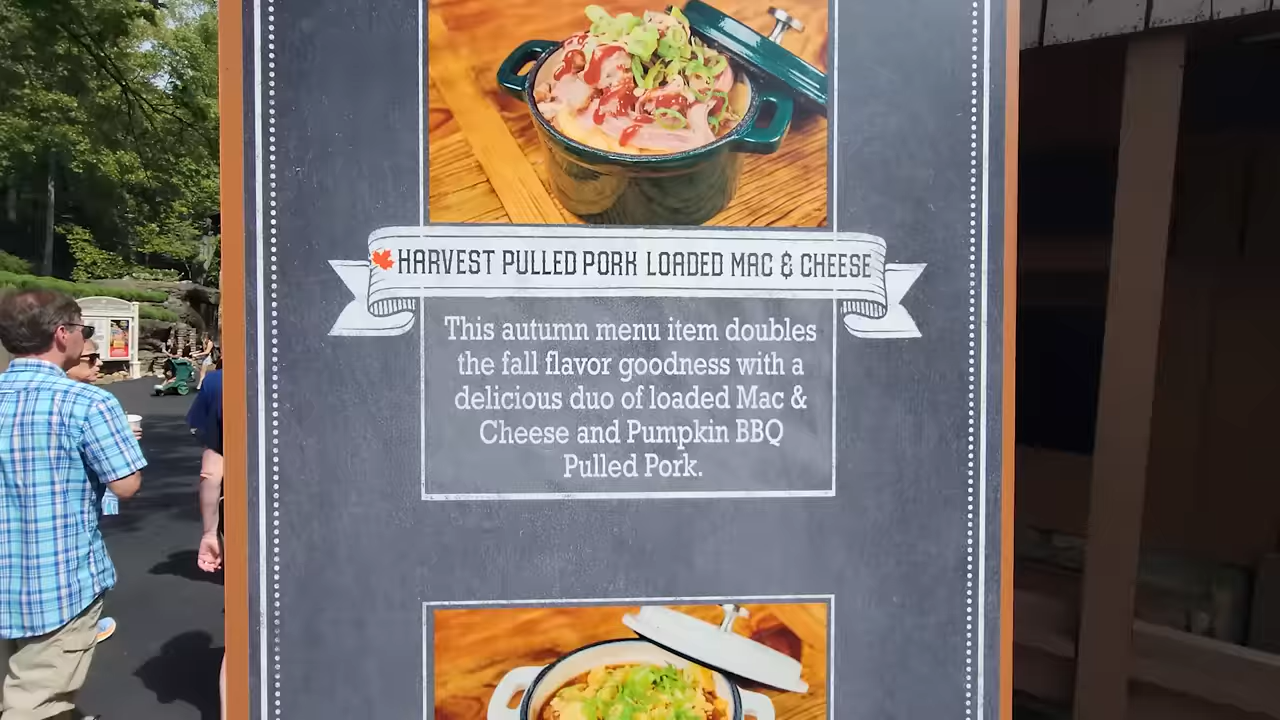 HARVEST PULLED PORK LOADED MAC & CHEESE
This autumn menu item doubles
the fall flavor goodness with a
delicious duo of loaded Mac &
Cheese and Pumpkin BBQ
Pulled Pork.